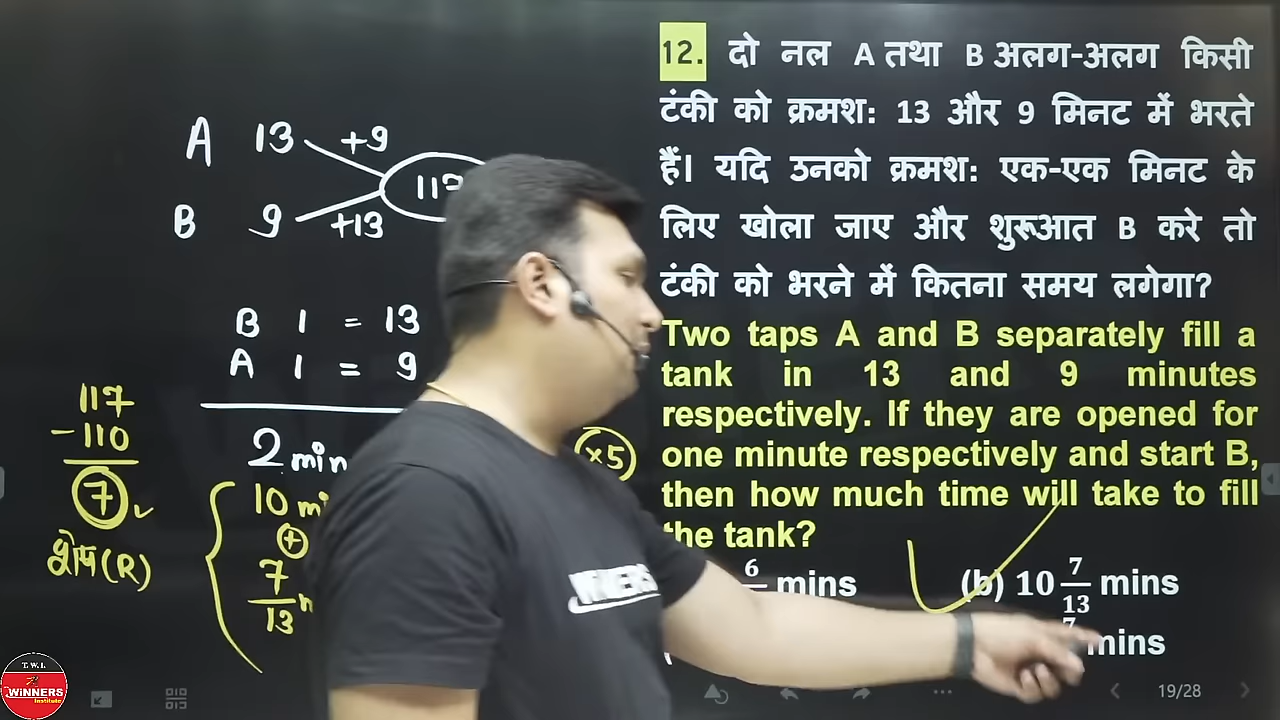 12. दो नल A तथा B अलग-अलग किसी
टंकी को क्रमश: 13 और 9 मिनट में भरते
हैं। यदि उनको क्रमश: एक-एक मिनट के
लिए खोला जाए और शुरूआत B करे तो
टंकी को भरने में कितना समय लगेगा?
Two taps A and B separately fill a
tank in 13 and 9 minutes
respectively. If they are opened for
one minute respectively and start B,
then how much time will take to fill
the tank?
6 mins
(b) 10 7/13 mins
mins
A 13 +9
117
B 9 +13
B 1 = 13
A 1 = 9
2 min
×5
10 mi
+
7/13
117
-110
7
शेष(R)
T.W.I.
WiNNERS
Institute
WiNNERS
19/28